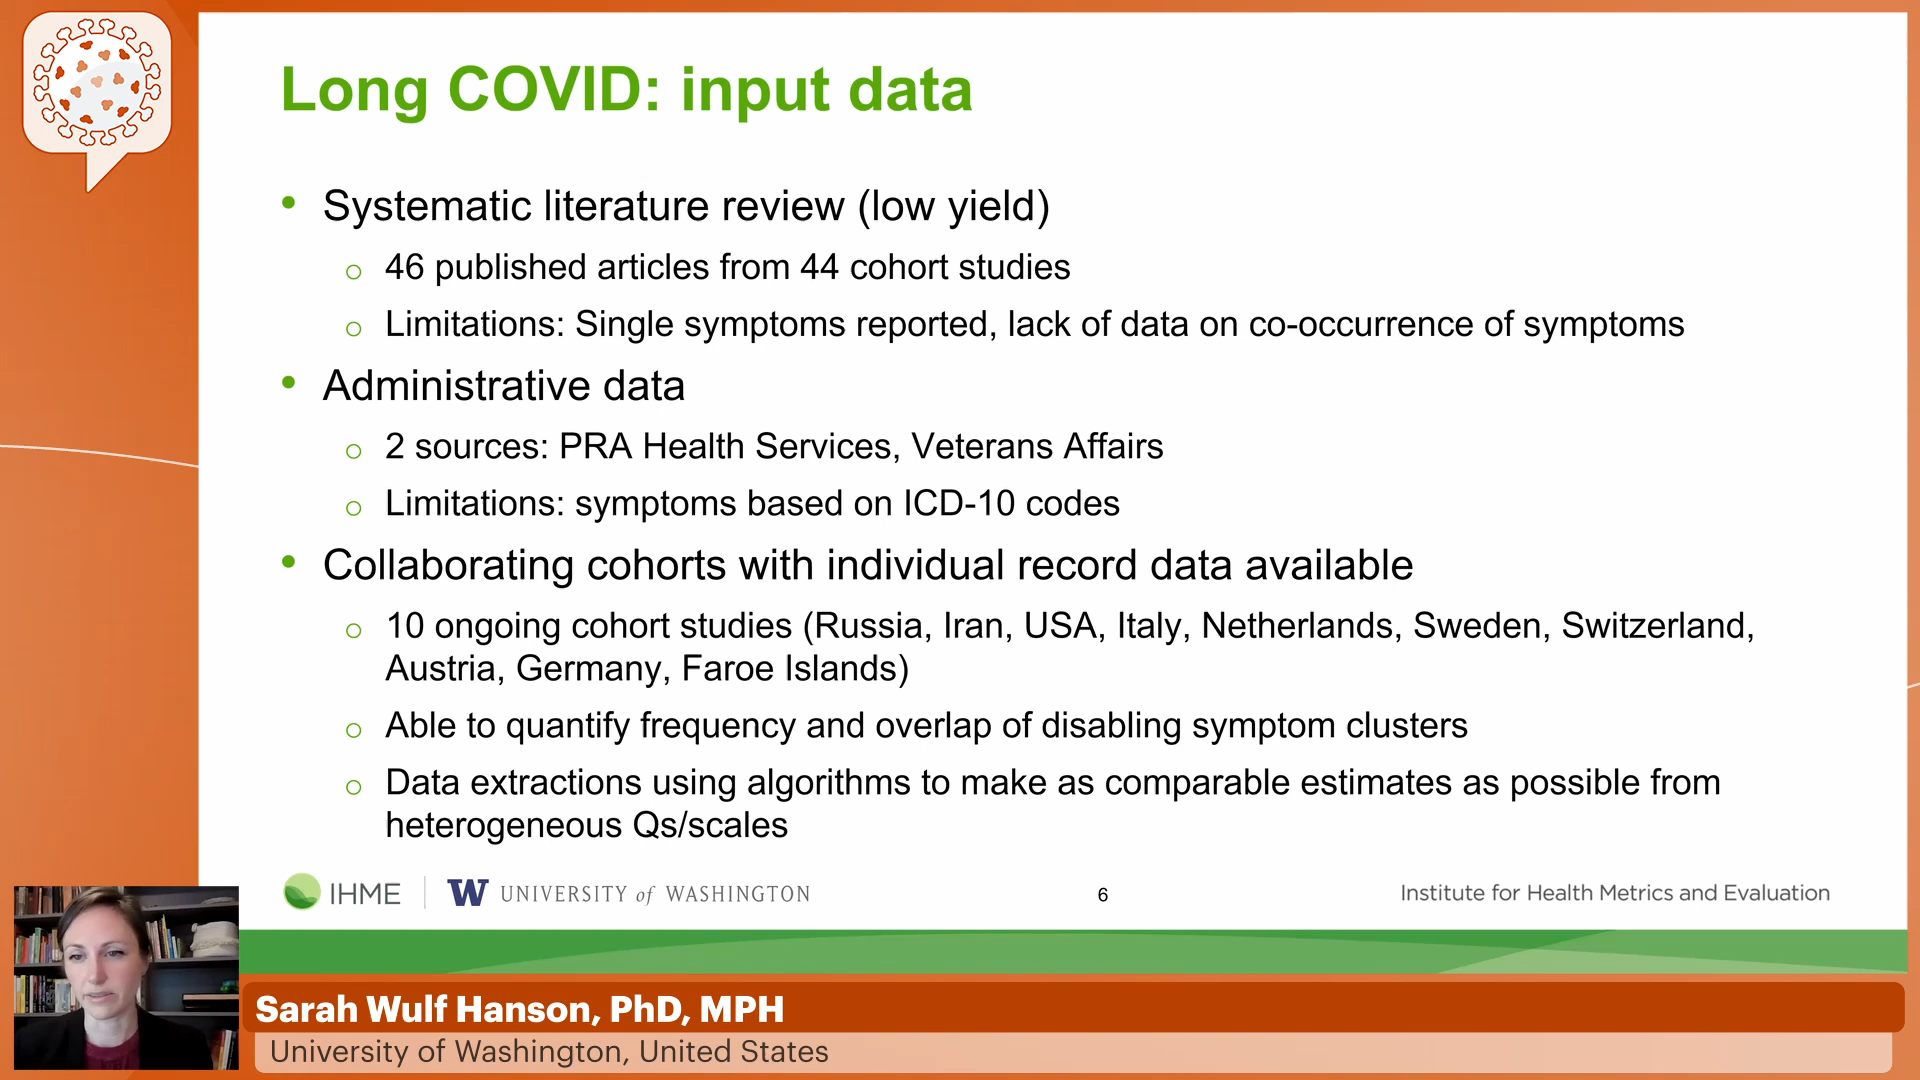 Long COVID: input data
• Systematic literature review (low yield)
o 46 published articles from 44 cohort studies
o Limitations: Single symptoms reported, lack of data on co-occurrence of symptoms
• Administrative data
o 2 sources: PRA Health Services, Veterans Affairs
o Limitations: symptoms based on ICD-10 codes
• Collaborating cohorts with individual record data available
o 10 ongoing cohort studies (Russia, Iran, USA, Italy, Netherlands, Sweden, Switzerland,
Austria, Germany, Faroe Islands)
o Able to quantify frequency and overlap of disabling symptom clusters
o Data extractions using algorithms to make as comparable estimates as possible from
heterogeneous Qs/scales
IHME W UNIVERSITY of WASHINGTON 6 Institute for Health Metrics and Evaluation
Sarah Wulf Hanson, PhD, MPH
University of Washington, United States